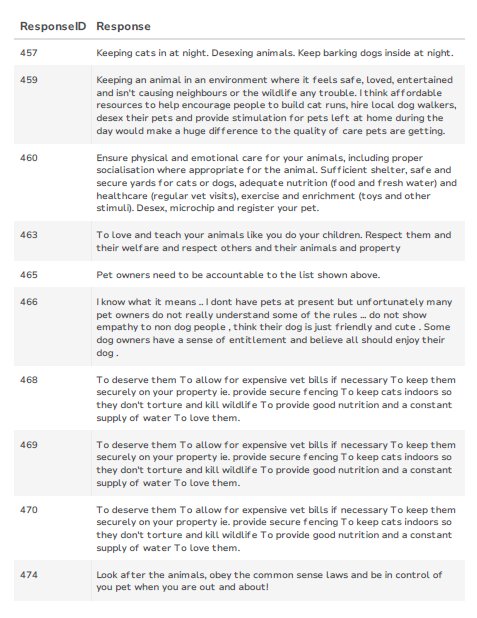 ResponseID Response
457 Keeping cats in at night. Desexing animals. Keep barking dogs inside at night.
459 Keeping an animal in an environment where it feels safe, loved, entertained
and isn't causing neighbours or the wildlife any trouble. I think affordable
resources to help encourage people to build cat runs, hire local dog walkers,
desex their pets and provide stimulation for pets left at home during the
day would make a huge difference to the quality of care pets are getting.
460 Ensure physical and emotional care for your animals, including proper
socialisation where appropriate for the animal. Sufficient shelter, safe and
secure yards for cats or dogs, adequate nutrition (food and fresh water) and
healthcare (regular vet visits), exercise and enrichment (toys and other
stimuli). Desex, microchip and register your pet.
463 To love and teach your animals like you do your children. Respect them and
their welfare and respect others and their animals and property
465 Pet owners need to be accountable to the list shown above.
466 I know what it means .. I dont have pets at present but unfortunately many
pet owners do not really understand some of the rules ... do not show
empathy to non dog people , think their dog is just friendly and cute . Some
dog owners have a sense of entitlement and believe all should enjoy their
dog .
468 To deserve them To allow for expensive vet bills if necessary To keep them
securely on your property ie. provide secure fencing To keep cats indoors so
they don't torture and kill wildlife To provide good nutrition and a constant
supply of water To love them.
469 To deserve them To allow for expensive vet bills if necessary To keep them
securely on your property ie. provide secure fencing To keep cats indoors so
they don't torture and kill wildlife To provide good nutrition and a constant
supply of water To love them.
470 To deserve them To allow for expensive vet bills if necessary To keep them
securely on your property ie. provide secure fencing To keep cats indoors so
they don't torture and kill wildlife To provide good nutrition and a constant
supply of water To love them.
474 Look after the animals, obey the common sense laws and be in control of
you pet when you are out and about!